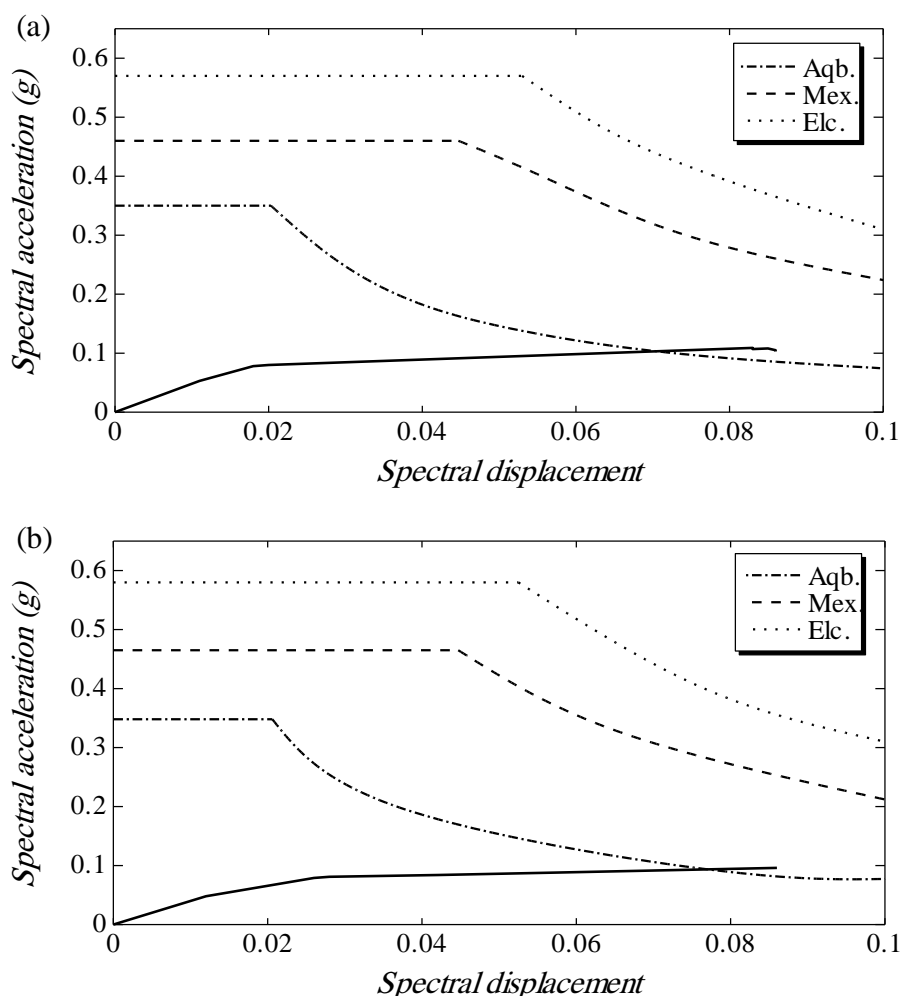 (a)
Spectral acceleration (g)
0.6
0.5
0.4
0.3
0.2
0.1
0
Aqb.
Mex.
Elc.
0 0.02 0.04 0.06 0.08 0.1
Spectral displacement
(b)
Spectral acceleration (g)
0.6
0.5
0.4
0.3
0.2
0.1
0
Aqb.
Mex.
Elc.
0 0.02 0.04 0.06 0.08 0.1
Spectral displacement